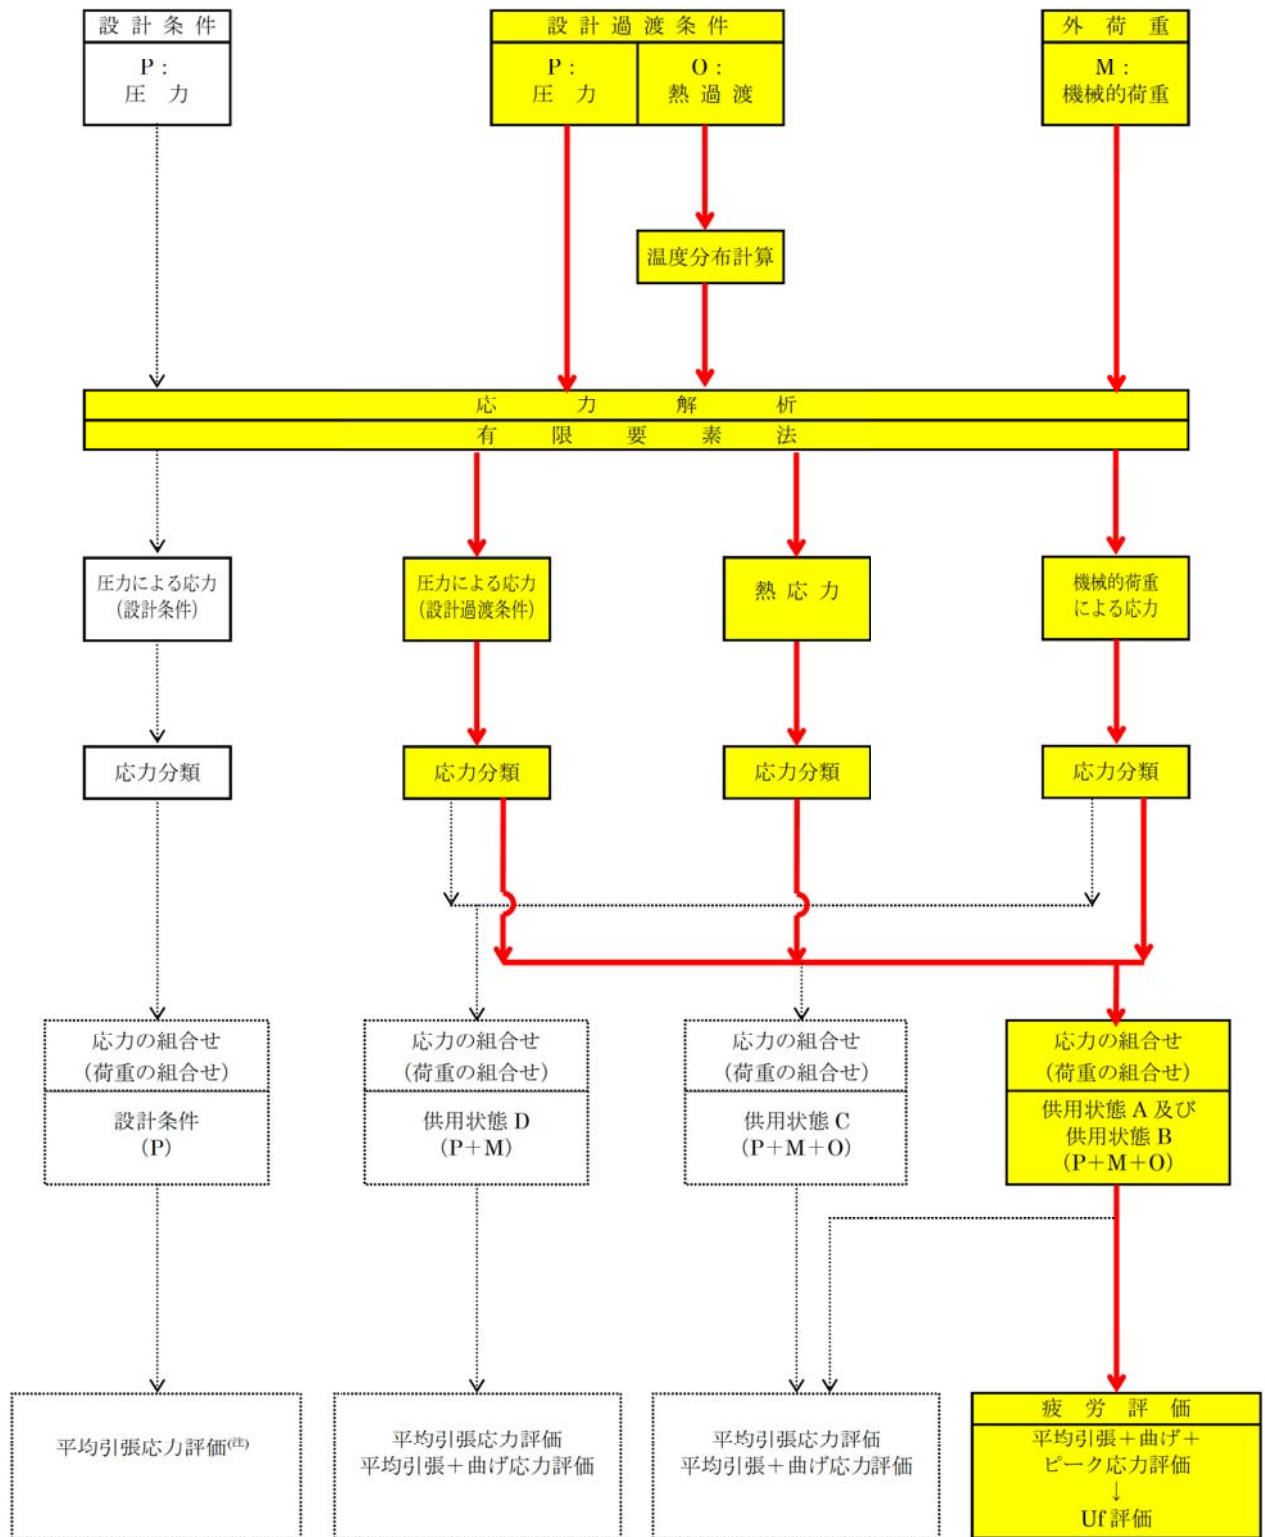 設計条件
P：
圧力
設計過渡条件
P：
圧力
O：
熱過渡
外荷重
M：
機械的荷重
温度分布計算
応力解析
有限要素法
圧力による応力
（設計条件）
圧力による応力
（設計過渡条件）
熱応力
機械的荷重
による応力
応力分類
応力分類
応力分類
応力分類
応力の組合せ
（荷重の組合せ）
設計条件
（P）
応力の組合せ
（荷重の組合せ）
供用状態 D
（P＋M）
応力の組合せ
（荷重の組合せ）
供用状態 C
（P＋M＋O）
応力の組合せ
（荷重の組合せ）
供用状態 A 及び
供用状態 B
（P＋M＋O）
平均引張応力評価(注)
平均引張応力評価
平均引張＋曲げ応力評価
平均引張応力評価
平均引張＋曲げ応力評価
疲労評価
平均引張＋曲げ＋
ピーク応力評価
↓
Uf 評価